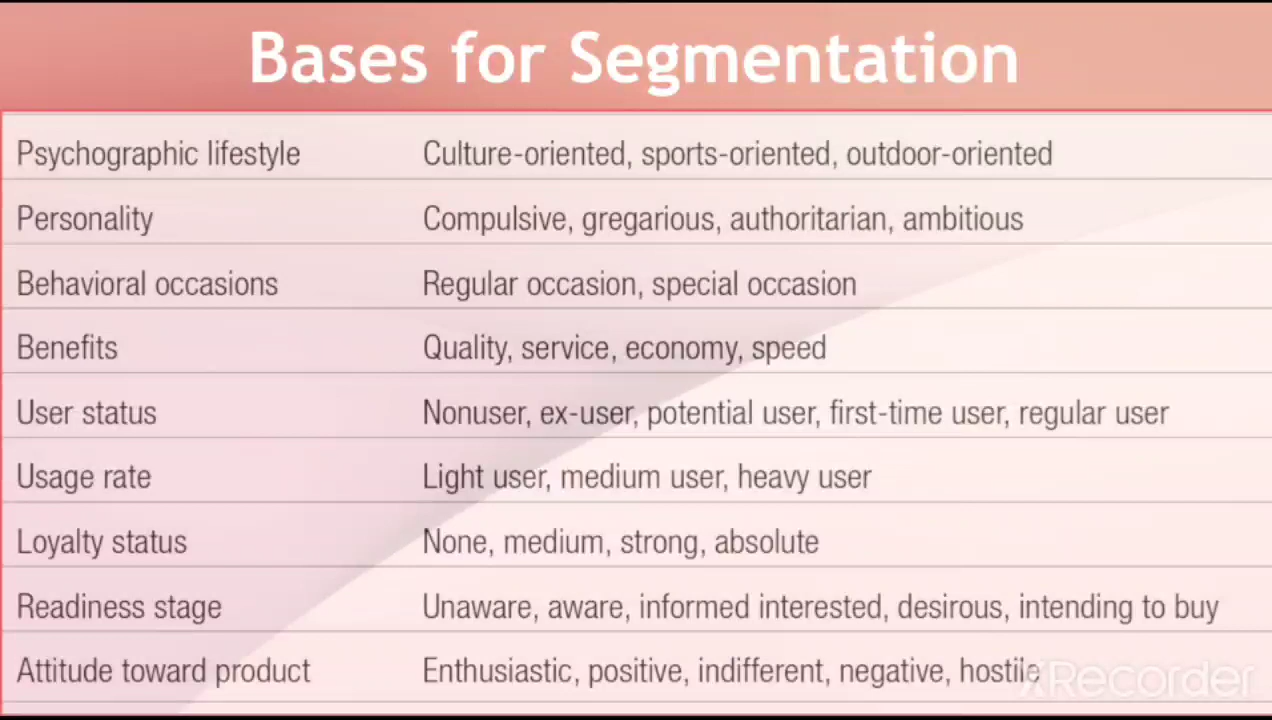 Bases for Segmentation
Psychographic lifestyle Culture-oriented, sports-oriented, outdoor-oriented
Personality Compulsive, gregarious, authoritarian, ambitious
Behavioral occasions Regular occasion, special occasion
Benefits Quality, service, economy, speed
User status Nonuser, ex-user, potential user, first-time user, regular user
Usage rate Light user, medium user, heavy user
Loyalty status None, medium, strong, absolute
Readiness stage Unaware, aware, informed interested, desirous, intending to buy
Attitude toward product Enthusiastic, positive, indifferent, negative, hostile
XRecorder